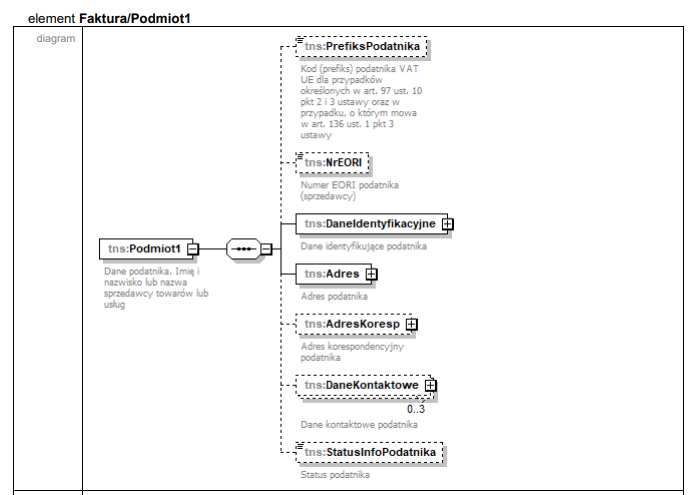 element Faktura/Podmiot1
diagram
tns:PrefiksPodatnika
Kod (prefiks) podatnika VAT
UE dla przypadków
określonych w art. 97 ust. 10
pkt 2 i 3 ustawy oraz w
przypadku, o którym mowa
w art. 136 ust. 1 pkt 3
ustawy
tns:NrEORI
Numer EORI podatnika
(sprzedawcy)
tns:DaneIdentyfikacyjne
Dane identyfikujące podatnika
tns:Podmiot1
Dane podatnika. Imię i
nazwisko lub nazwa
sprzedawcy towarów lub
usług
tns:Adres
Adres podatnika
tns:AdresKoresp
Adres korespondencyjny
podatnika
tns:DaneKontaktowe
0..3
Dane kontaktowe podatnika
tns:StatusInfoPodatnika
Status podatnika